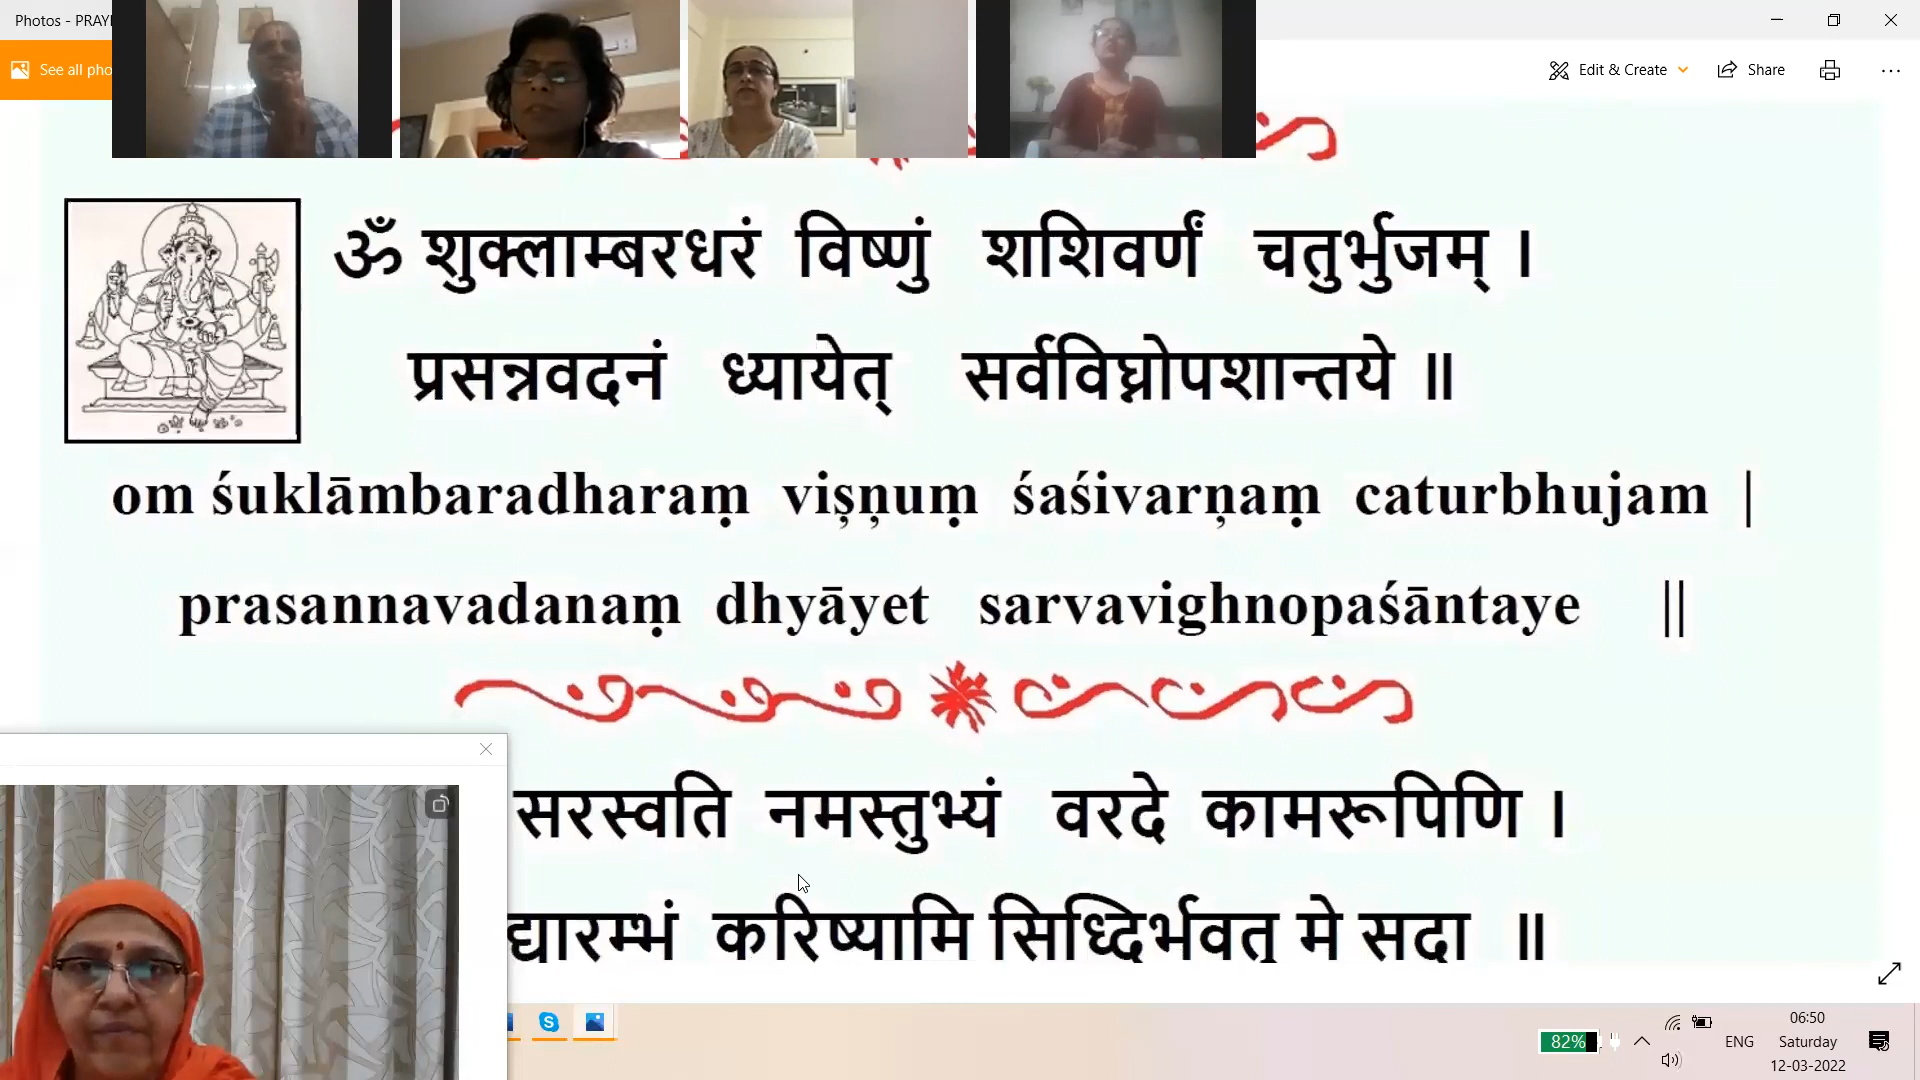 Photos - PRAY
See all pho
Edit & Create
Share
ॐ शुक्लाम्बरधरं विष्णुं शशिवर्णं चतुर्भुजम् ।
प्रसन्नवदनं ध्यायेत् सर्वविघ्नोपशान्तये ॥
om śuklāmbaradharaṃ viṣṇuṃ śaśivarṇaṃ caturbhujam |
prasannavadanaṃ dhyāyet sarvavighnopaśāntaye ||
सरस्वति नमस्तुभ्यं वरदे कामरूपिणि ।
द्यारम्भं करिष्यामि सिध्दिर्भवतु मे सदा ॥
82%
ENG
06:50
Saturday
12-03-2022